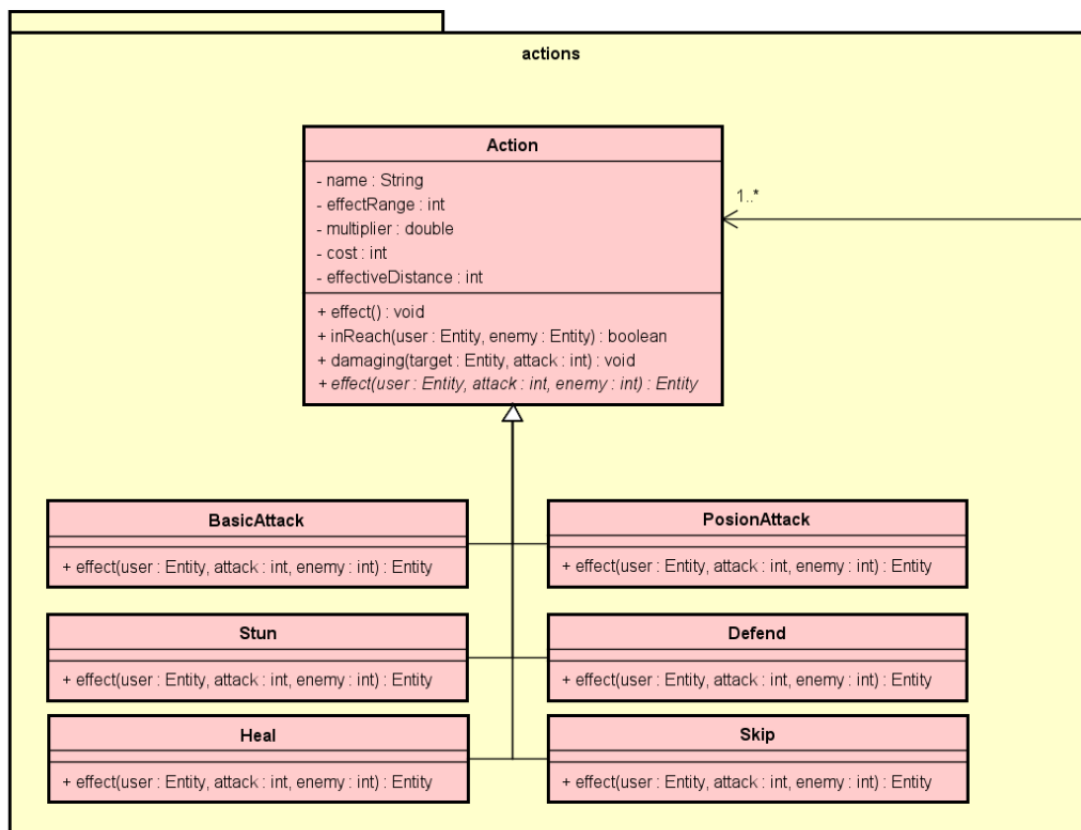 actions
Action
- name : String
- effectRange : int
- multiplier : double
- cost : int
- effectiveDistance : int
+ effect() : void
+ inReach(user : Entity, enemy : Entity) : boolean
+ damaging(target : Entity, attack : int) : void
+ effect(user : Entity, attack : int, enemy : int) : Entity
1..*
BasicAttack
+ effect(user : Entity, attack : int, enemy : int) : Entity
PosionAttack
+ effect(user : Entity, attack : int, enemy : int) : Entity
Stun
+ effect(user : Entity, attack : int, enemy : int) : Entity
Defend
+ effect(user : Entity, attack : int, enemy : int) : Entity
Heal
+ effect(user : Entity, attack : int, enemy : int) : Entity
Skip
+ effect(user : Entity, attack : int, enemy : int) : Entity